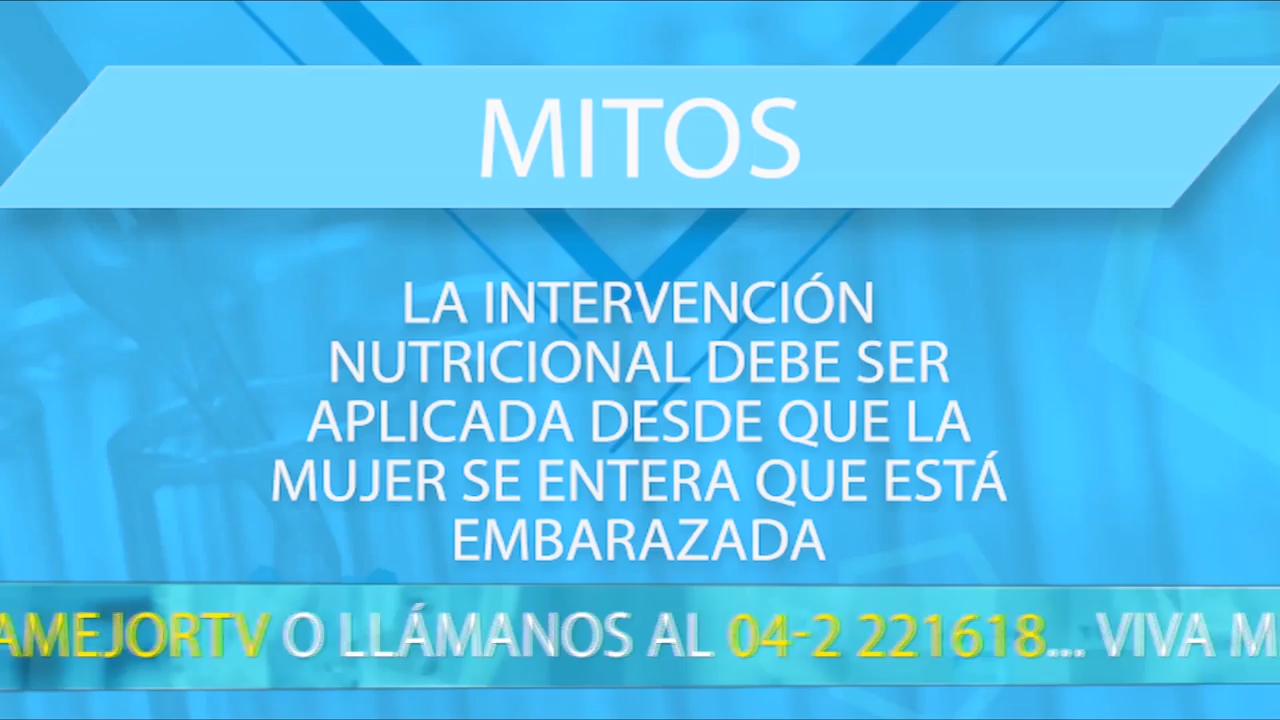 MITOS
LA INTERVENCIÓN
NUTRICIONAL DEBE SER
APLICADA DESDE QUE LA
MUJER SE ENTERA QUE ESTÁ
EMBARAZADA
AMEJORTV O LLÁMANOS AL 04-2 221618... VIVA M